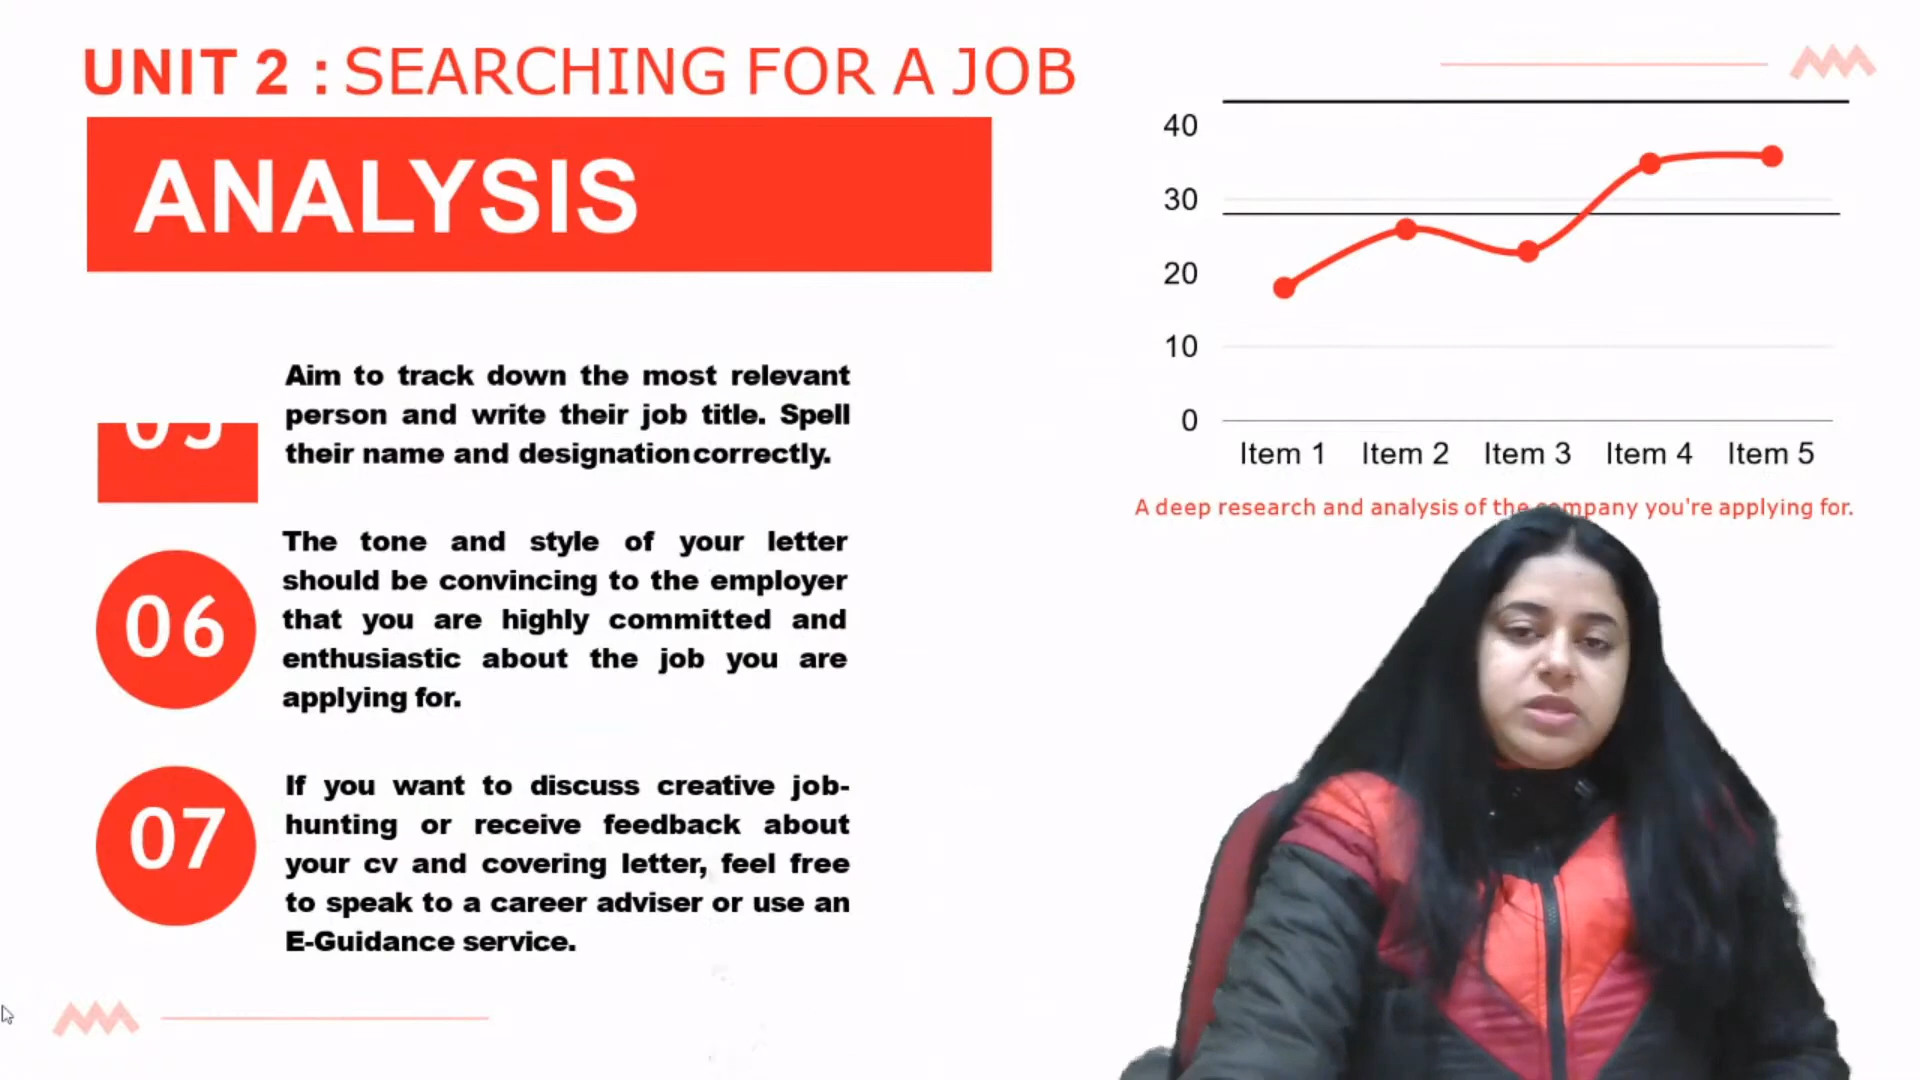 UNIT 2 : SEARCHING FOR A JOB
ANALYSIS
Aim to track down the most relevant
person and write their job title. Spell
their name and designation correctly.
06
The tone and style of your letter
should be convincing to the employer
that you are highly committed and
enthusiastic about the job you are
applying for.
07
If you want to discuss creative job-
hunting or receive feedback about
your cv and covering letter, feel free
to speak to a career adviser or use an
E-Guidance service.
40
30
20
10
0
Item 1 Item 2 Item 3 Item 4 Item 5
A deep research and analysis of the company you're applying for.